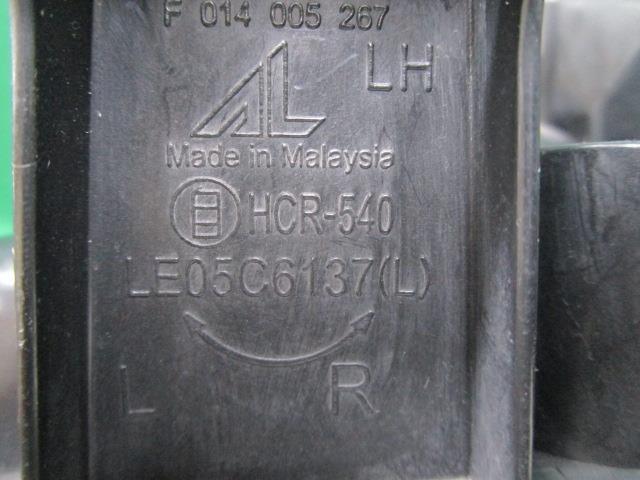 F 014 005 267
AL LH
Made in Malaysia
HCR-540
LE05C6137(L)
L R